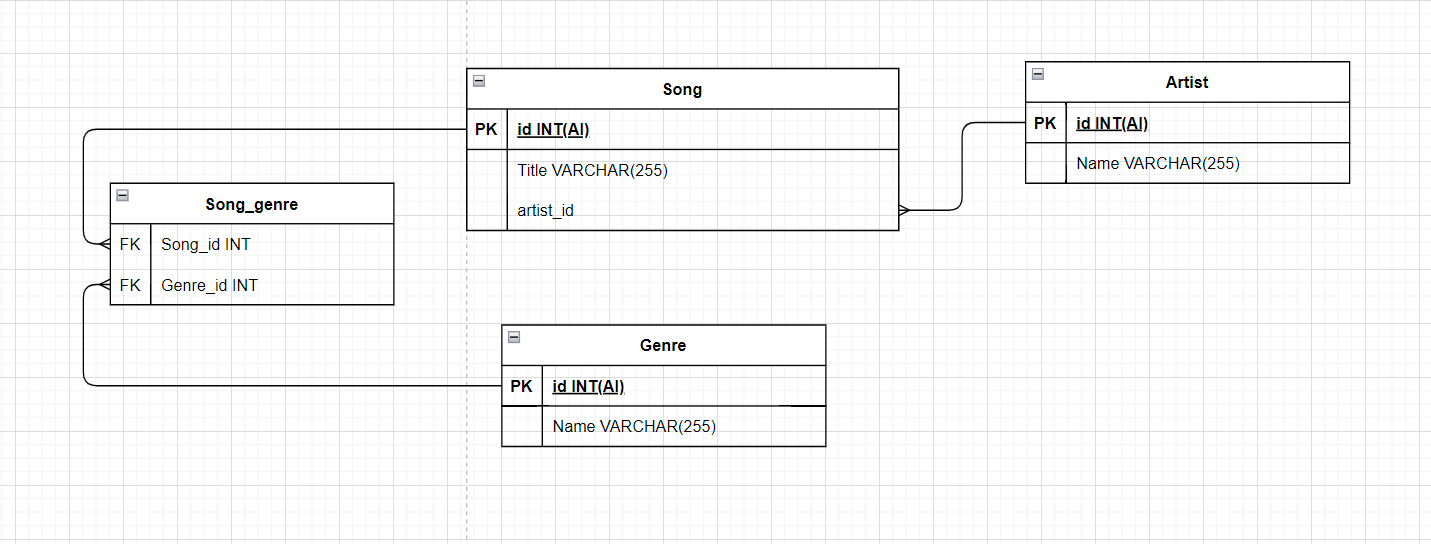 Song
PK id INT(AI)
Title VARCHAR(255)
artist_id
Artist
PK id INT(AI)
Name VARCHAR(255)
Song_genre
FK Song_id INT
FK Genre_id INT
Genre
PK id INT(AI)
Name VARCHAR(255)